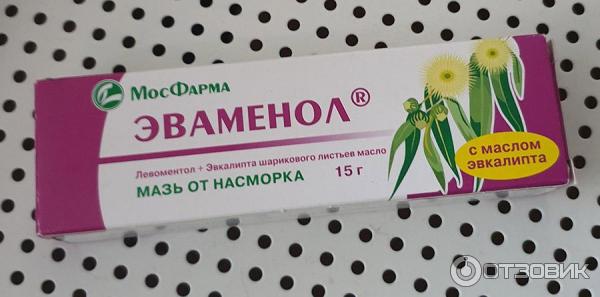 МосФарма
ЭВАМЕНОЛ®
Левоментол + Эвкалипта шарикового листьев масло
МАЗЬ ОТ НАСМОРКА 15 г
с маслом
эвкалипта
ОТЗОВИК